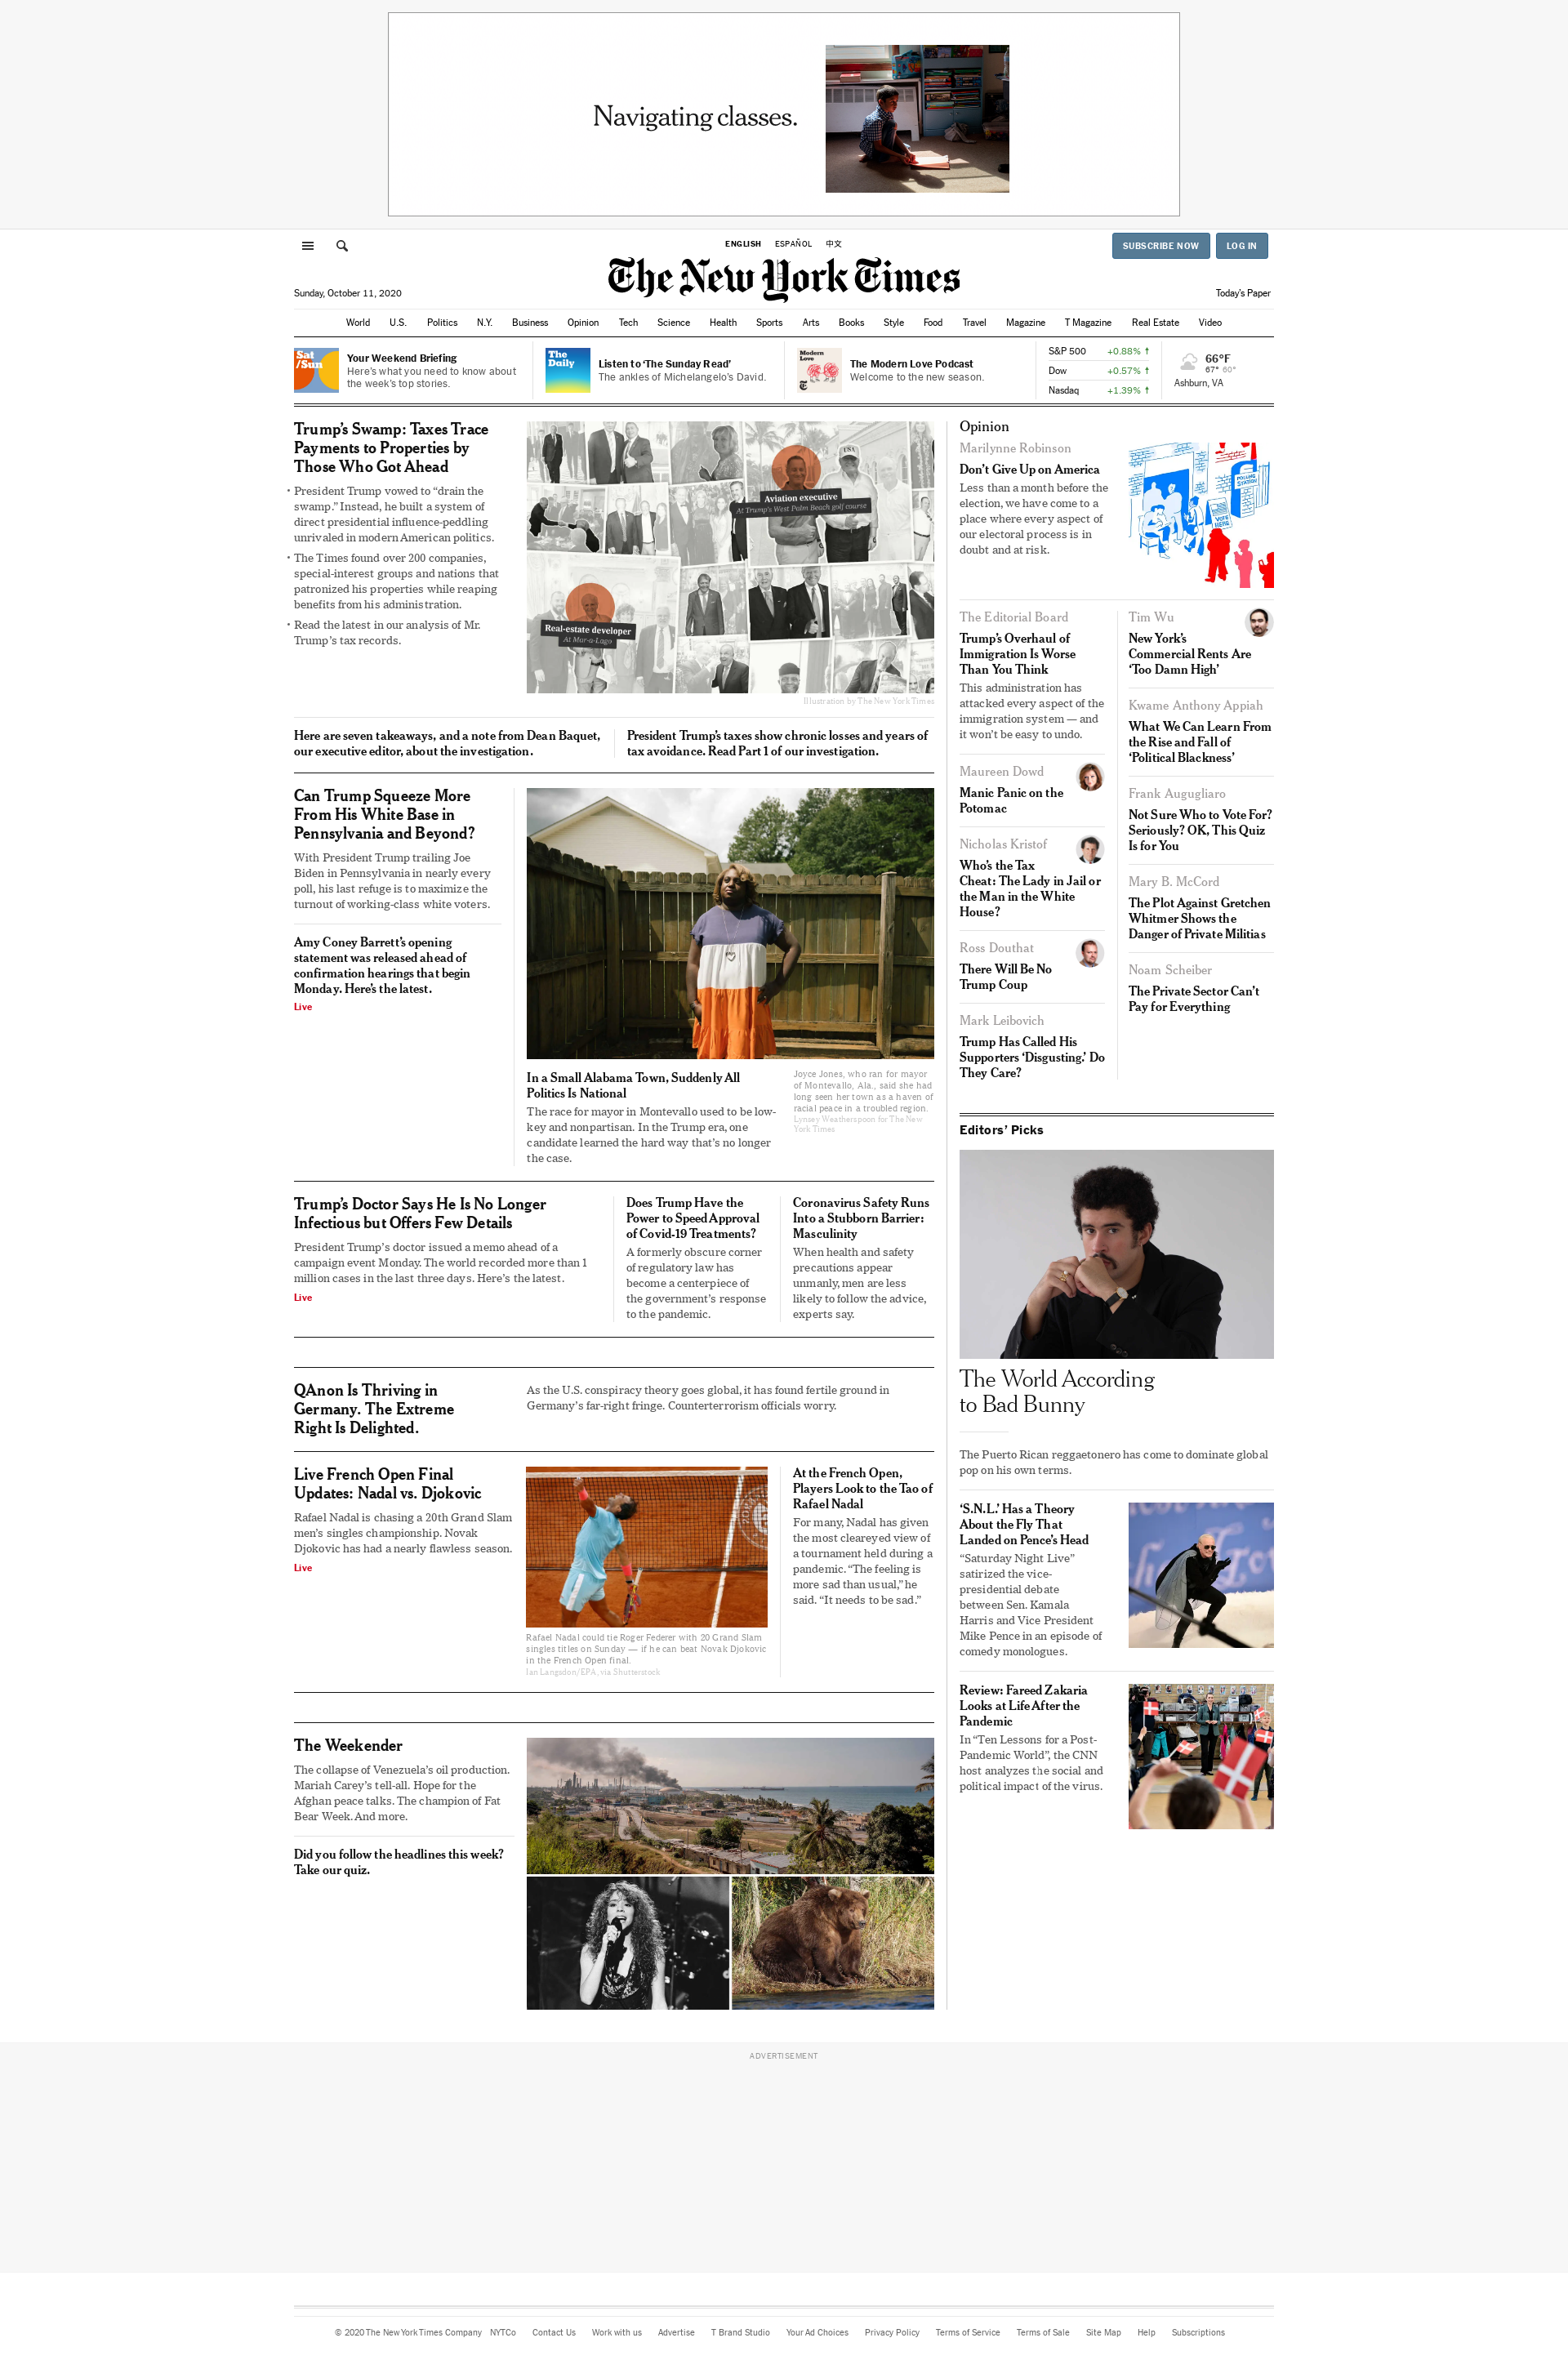 Navigating classes.
ENGLISH ESPAÑOL 中文
SUBSCRIBE NOW LOG IN
The New York Times
Sunday, October 11, 2020
Today's Paper
World U.S. Politics N.Y. Business Opinion Tech Science Health Sports Arts Books Style Food Travel Magazine T Magazine Real Estate Video
Sat
/Sun
Your Weekend Briefing
Here's what you need to know about
the week's top stories.
The
Daily
Listen to 'The Sunday Read'
The ankles of Michelangelo's David.
Modern
Love
The Modern Love Podcast
Welcome to the new season.
S&P 500 +0.88% ↑
Dow +0.57% ↑
Nasdaq +1.39% ↑
66°F
67° 60°
Ashburn, VA
Trump's Swamp: Taxes Trace
Payments to Properties by
Those Who Got Ahead
• President Trump vowed to “drain the
swamp.” Instead, he built a system of
direct presidential influence-peddling
unrivaled in modern American politics.
• The Times found over 200 companies,
special-interest groups and nations that
patronized his properties while reaping
benefits from his administration.
• Read the latest in our analysis of Mr.
Trump's tax records.
USA
Aviation executive
At Trump's West Palm Beach golf course
Real-estate developer
At Mar-a-Lago
Illustration by The New York Times
Here are seven takeaways, and a note from Dean Baquet,
our executive editor, about the investigation.
President Trump's taxes show chronic losses and years of
tax avoidance. Read Part 1 of our investigation.
Can Trump Squeeze More
From His White Base in
Pennsylvania and Beyond?
With President Trump trailing Joe
Biden in Pennsylvania in nearly every
poll, his last refuge is to maximize the
turnout of working-class white voters.
Amy Coney Barrett's opening
statement was released ahead of
confirmation hearings that begin
Monday. Here's the latest.
Live
In a Small Alabama Town, Suddenly All
Politics Is National
The race for mayor in Montevallo used to be low-
key and nonpartisan. In the Trump era, one
candidate learned the hard way that's no longer
the case.
Joyce Jones, who ran for mayor
of Montevallo, Ala., said she had
long seen her town as a haven of
racial peace in a troubled region.
Lynsey Weatherspoon for The New
York Times
Trump's Doctor Says He Is No Longer
Infectious but Offers Few Details
President Trump's doctor issued a memo ahead of a
campaign event Monday. The world recorded more than 1
million cases in the last three days. Here's the latest.
Live
Does Trump Have the
Power to Speed Approval
of Covid-19 Treatments?
A formerly obscure corner
of regulatory law has
become a centerpiece of
the government's response
to the pandemic.
Coronavirus Safety Runs
Into a Stubborn Barrier:
Masculinity
When health and safety
precautions appear
unmanly, men are less
likely to follow the advice,
experts say.
QAnon Is Thriving in
Germany. The Extreme
Right Is Delighted.
As the U.S. conspiracy theory goes global, it has found fertile ground in
Germany's far-right fringe. Counterterrorism officials worry.
Live French Open Final
Updates: Nadal vs. Djokovic
Rafael Nadal is chasing a 20th Grand Slam
men's singles championship. Novak
Djokovic has had a nearly flawless season.
Live
Rafael Nadal could tie Roger Federer with 20 Grand Slam
singles titles on Sunday — if he can beat Novak Djokovic
in the French Open final.
Ian Langsdon/EPA, via Shutterstock
At the French Open,
Players Look to the Tao of
Rafael Nadal
For many, Nadal has given
the most cleareyed view of
a tournament held during a
pandemic. “The feeling is
more sad than usual,” he
said. “It needs to be sad.”
The Weekender
The collapse of Venezuela's oil production.
Mariah Carey's tell-all. Hope for the
Afghan peace talks. The champion of Fat
Bear Week. And more.
Did you follow the headlines this week?
Take our quiz.
Opinion
Marilynne Robinson
Don't Give Up on America
Less than a month before the
election, we have come to a
place where every aspect of
our electoral process is in
doubt and at risk.
POLLING
STATION
VOTE
HERE
The Editorial Board
Trump's Overhaul of
Immigration Is Worse
Than You Think
This administration has
attacked every aspect of the
immigration system — and
it won't be easy to undo.
Maureen Dowd
Manic Panic on the
Potomac
Nicholas Kristof
Who's the Tax
Cheat: The Lady in Jail or
the Man in the White
House?
Ross Douthat
There Will Be No
Trump Coup
Mark Leibovich
Trump Has Called His
Supporters 'Disgusting.' Do
They Care?
Tim Wu
New York's
Commercial Rents Are
'Too Damn High'
Kwame Anthony Appiah
What We Can Learn From
the Rise and Fall of
'Political Blackness'
Frank Augugliaro
Not Sure Who to Vote For?
Seriously? OK, This Quiz
Is for You
Mary B. McCord
The Plot Against Gretchen
Whitmer Shows the
Danger of Private Militias
Noam Scheiber
The Private Sector Can't
Pay for Everything
Editors' Picks
The World According
to Bad Bunny
The Puerto Rican reggaetonero has come to dominate global
pop on his own terms.
'S.N.L.' Has a Theory
About the Fly That
Landed on Pence's Head
“Saturday Night Live”
satirized the vice-
presidential debate
between Sen. Kamala
Harris and Vice President
Mike Pence in an episode of
comedy monologues.
Review: Fareed Zakaria
Looks at Life After the
Pandemic
In “Ten Lessons for a Post-
Pandemic World”, the CNN
host analyzes the social and
political impact of the virus.
ADVERTISEMENT
© 2020 The New York Times Company NYTCo Contact Us Work with us Advertise T Brand Studio Your Ad Choices Privacy Policy Terms of Service Terms of Sale Site Map Help Subscriptions